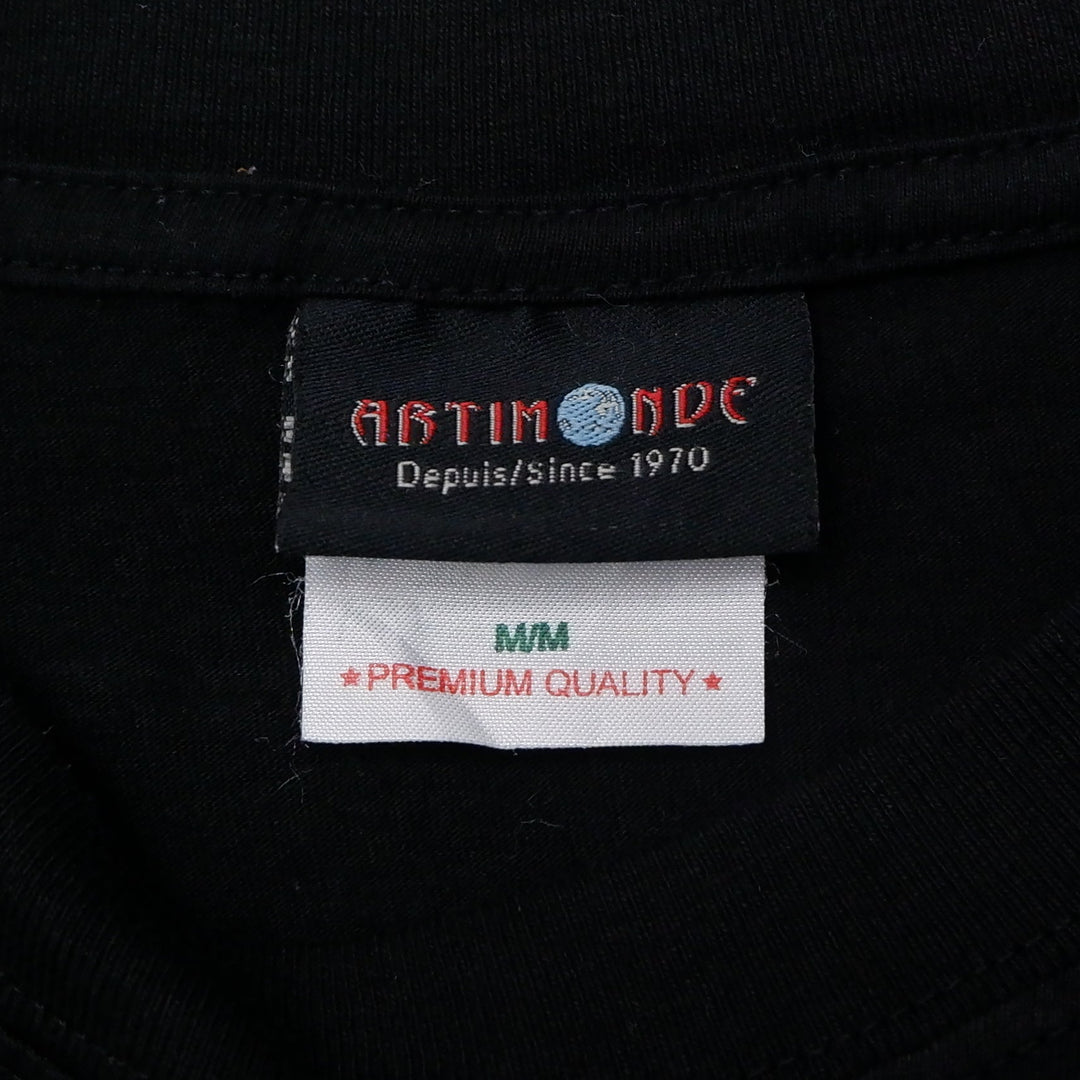 ARTIMONDE
Depuis/Since 1970
M/M
★PREMIUM QUALITY★